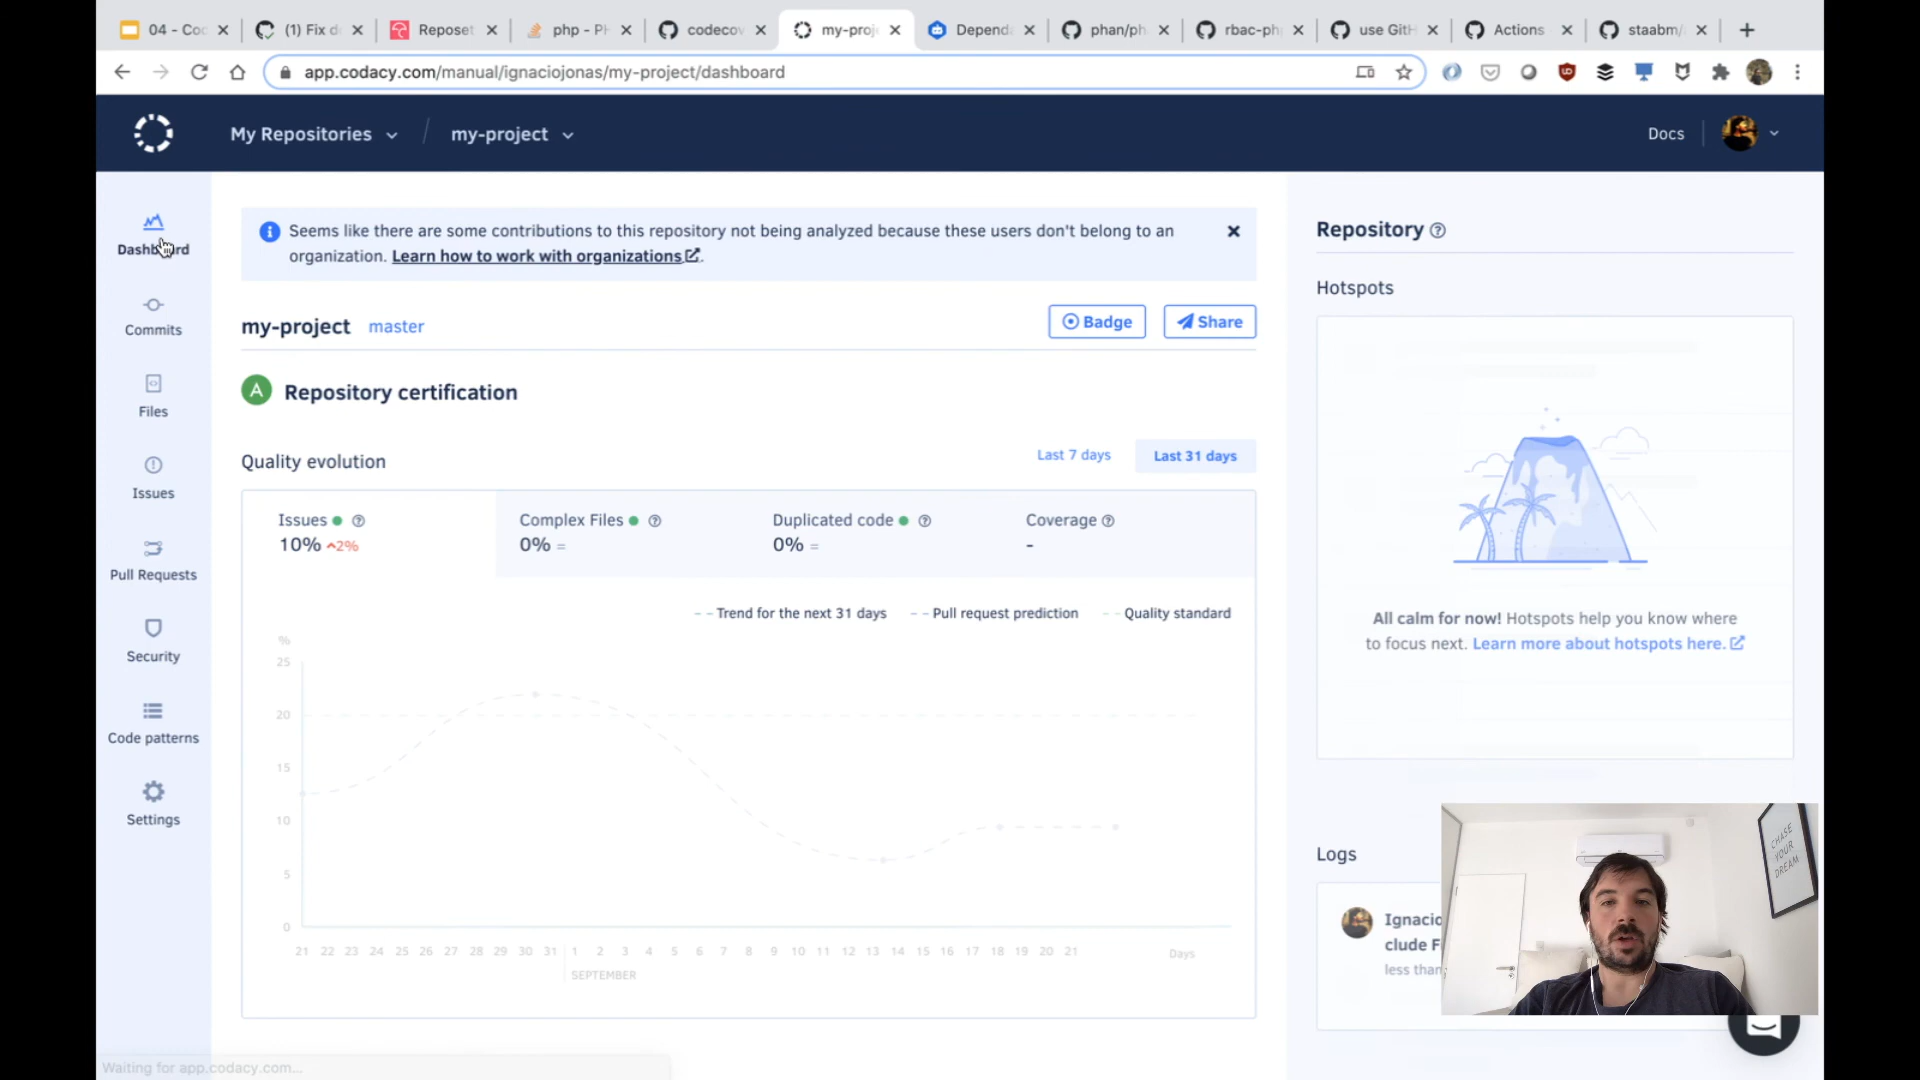 04 - Coc
(1) Fix d
Reposet
php - PH
codecov
my-proj
Depend
phan/ph
rbac-ph
use GitH
Actions
staabm/
app.codacy.com/manual/ignaciojonas/my-project/dashboard
My Repositories / my-project
Docs
Dashboard
Commits
Files
Issues
Pull Requests
Security
Code patterns
Settings
Seems like there are some contributions to this repository not being analyzed because these users don't belong to an
organization. Learn how to work with organizations.
my-project master
Badge
Share
A Repository certification
Quality evolution
Last 7 days
Last 31 days
Issues
10% 2%
Complex Files
0% =
Duplicated code
0% =
Coverage
-
Trend for the next 31 days
Pull request prediction
Quality standard
%
25
20
15
10
5
0
21 22 23 24 25 26 27 28 29 30 31 1 2 3 4 5 6 7 8 9 10 11 12 13 14 15 16 17 18 19 20 21
Days
SEPTEMBER
Repository
Hotspots
All calm for now! Hotspots help you know where
to focus next. Learn more about hotspots here.
Logs
Ignacio
clude F
less than
CHASE
YOUR
DREAM
Waiting for app.codacy.com...